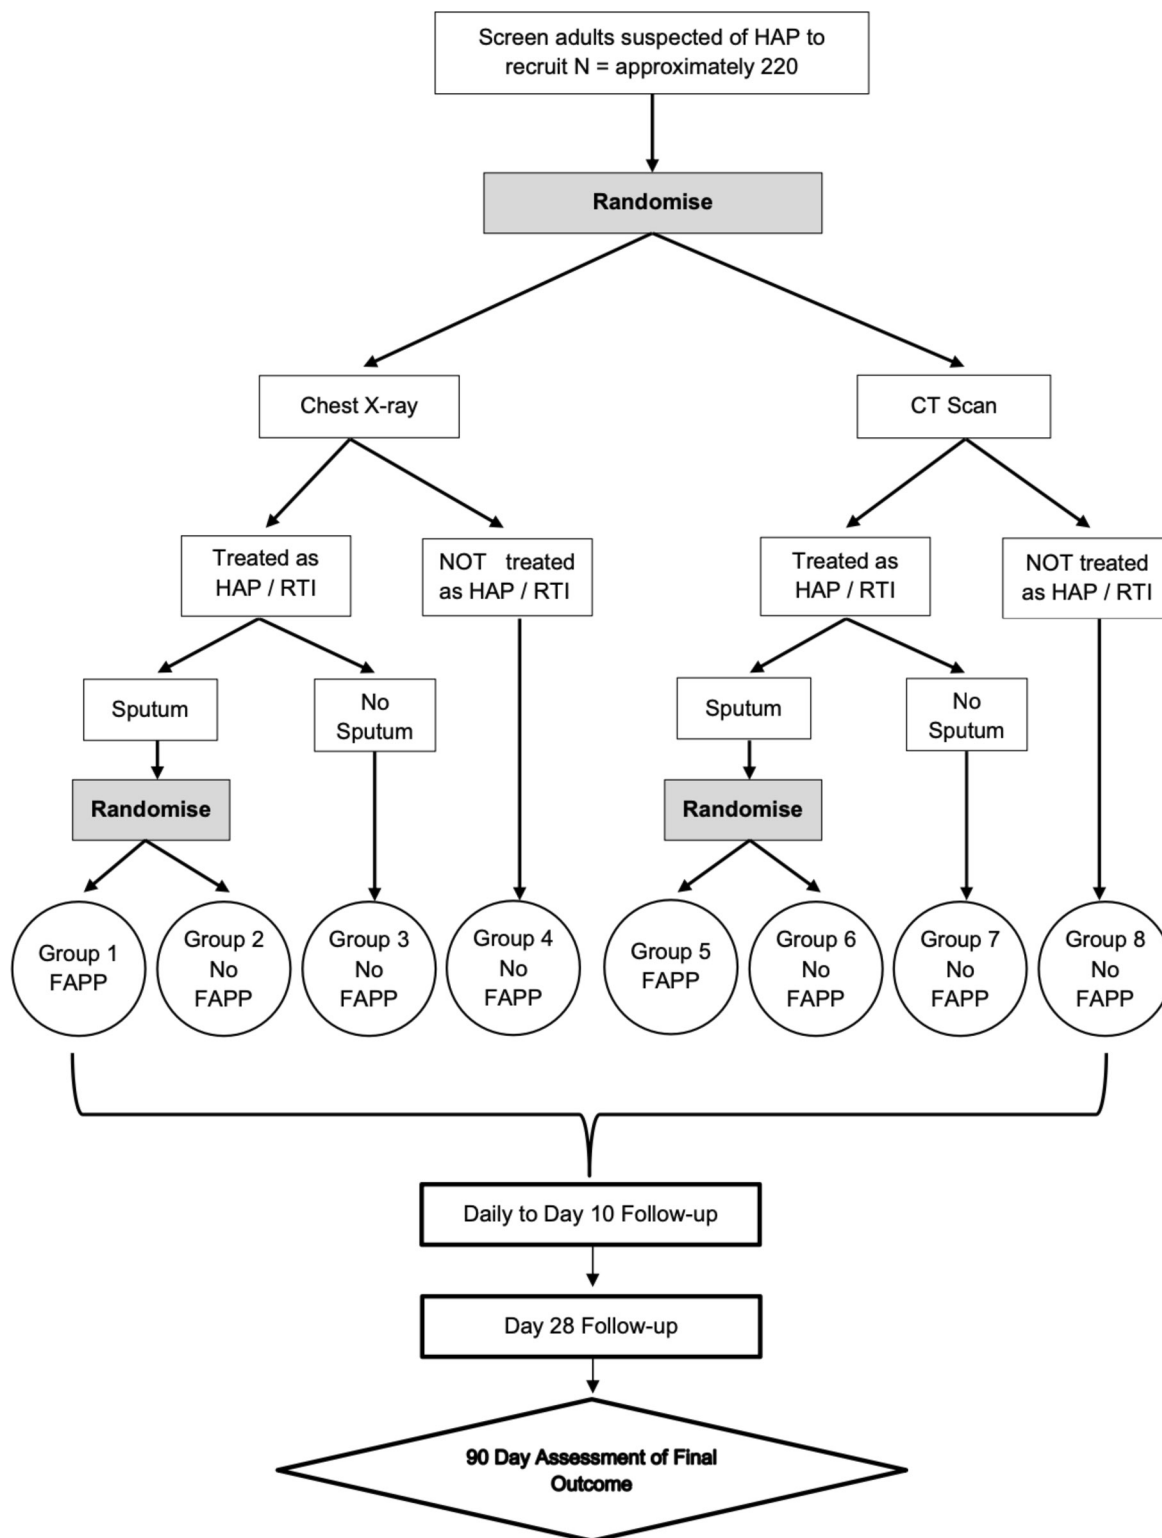 Screen adults suspected of HAP to
recruit N = approximately 220
Randomise
Chest X-ray
CT Scan
Treated as
HAP / RTI
NOT treated
as HAP / RTI
Treated as
HAP / RTI
NOT treated
as HAP / RTI
Sputum
No
Sputum
Sputum
No
Sputum
Randomise
Randomise
Group 1
FAPP
Group 2
No
FAPP
Group 3
No
FAPP
Group 4
No
FAPP
Group 5
FAPP
Group 6
No
FAPP
Group 7
No
FAPP
Group 8
No
FAPP
Daily to Day 10 Follow-up
Day 28 Follow-up
90 Day Assessment of Final
Outcome